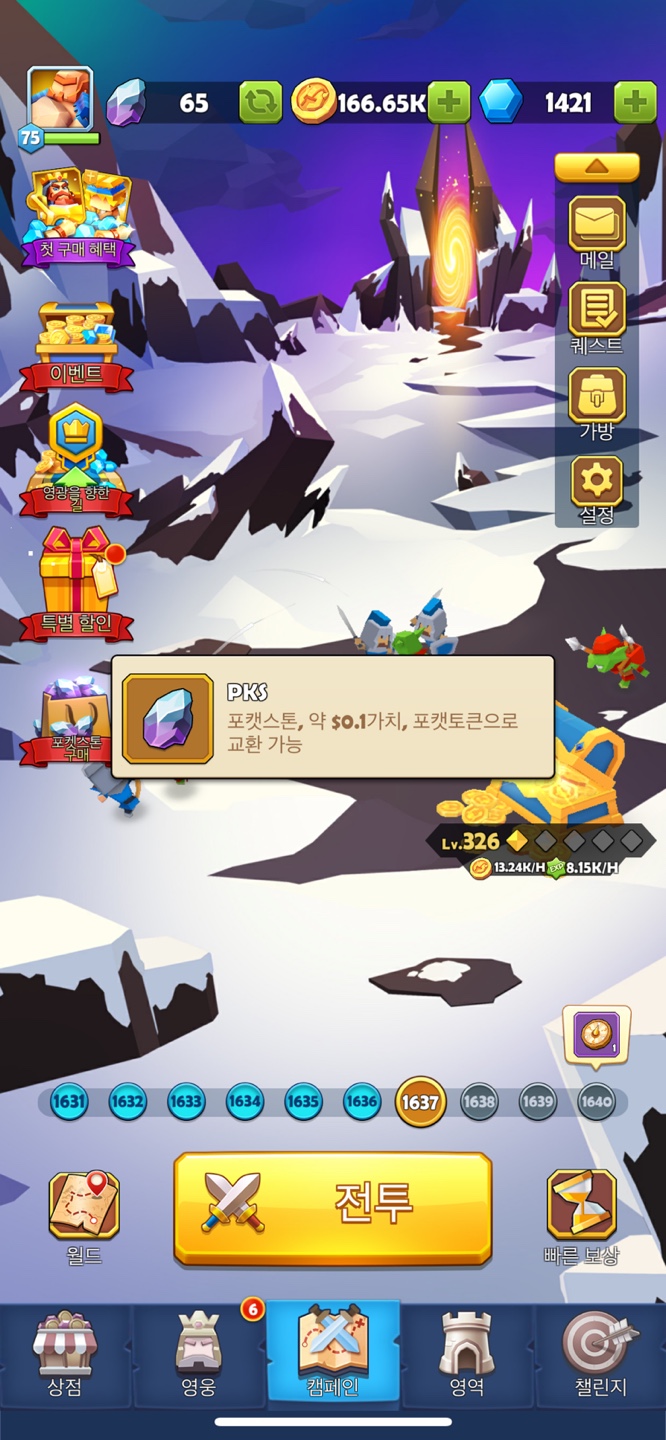 65
166.65K
1421
75
첫 구매 혜택
메일
퀘스트
이벤트
가방
영광을 향한
길
설정
특별 할인
PKS
포캣스톤, 약 $0.1가치, 포캣토큰으로
교환 가능
포켓스톤
구매
Lv.326
13.24K/H EXP 8.15K/H
1
1631 1632 1633 1634 1635 1636 1637 1638 1639 1640
전투
월드
빠른 보상
6
상점
영웅
캠페인
영역
챌린지